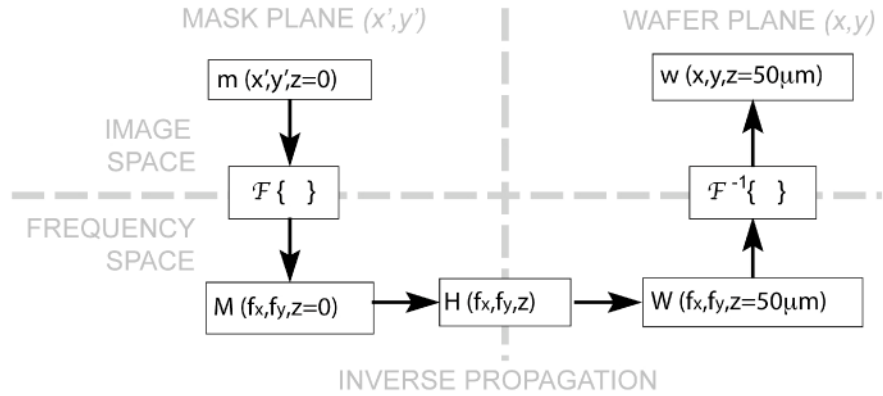 MASK PLANE (x’,y’)
WAFER PLANE (x,y)
m (x’,y’,z=0)
w (x,y,z=50μm)
IMAGE
SPACE
ℱ { }
ℱ -1{ }
FREQUENCY
SPACE
M (fx,fy,z=0)
H (fx,fy,z)
W (fx,fy,z=50μm)
INVERSE PROPAGATION